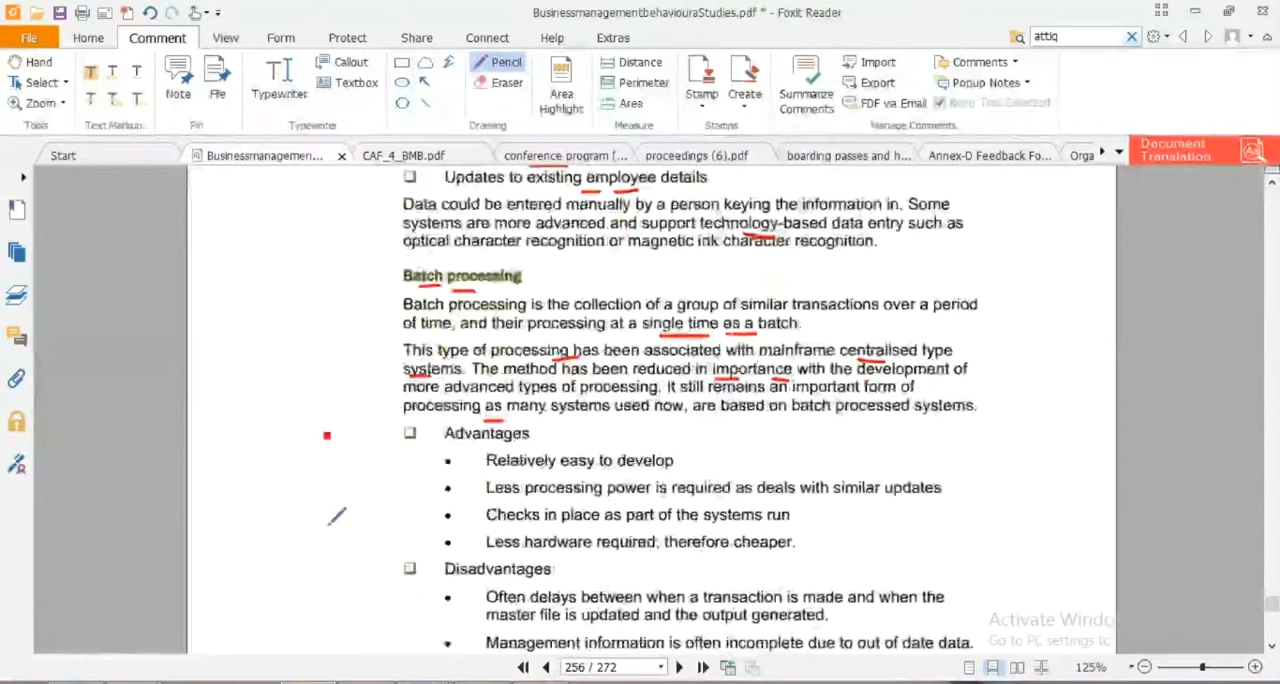 BusinessmanagementbehaviouraStudies.pdf * - Foxit Reader
File Home Comment View Form Protect Share Connect Help Extras attiq
Hand Callout Pencil Distance Import Comments
Select Textbox Eraser Perimeter Export Popup Notes
Zoom Note File Typewriter Area Highlight Area Stamp Create Summarize Comments FDF via Email Keep Tool Selected
Tools Text Markup Pin Typewriter Drawing Measure Stamps Manage Comments
Start Businessmanagemen... CAF_4_BMB.pdf conference program (... proceedings (6).pdf boarding passes and h... Annex-D Feedback Fo... Orga Document Translation
❑ Updates to existing employee details
Data could be entered manually by a person keying the information in. Some
systems are more advanced and support technology-based data entry such as
optical character recognition or magnetic ink character recognition.
Batch processing
Batch processing is the collection of a group of similar transactions over a period
of time, and their processing at a single time as a batch.
This type of processing has been associated with mainframe centralised type
systems. The method has been reduced in importance with the development of
more advanced types of processing. It still remains an important form of
processing as many systems used now, are based on batch processed systems.
❑ Advantages
• Relatively easy to develop
• Less processing power is required as deals with similar updates
• Checks in place as part of the systems run
• Less hardware required, therefore cheaper.
❑ Disadvantages
• Often delays between when a transaction is made and when the
master file is updated and the output generated.
• Management information is often incomplete due to out of date data.
Activate Windo
Go to PC settings to
256 / 272 125%